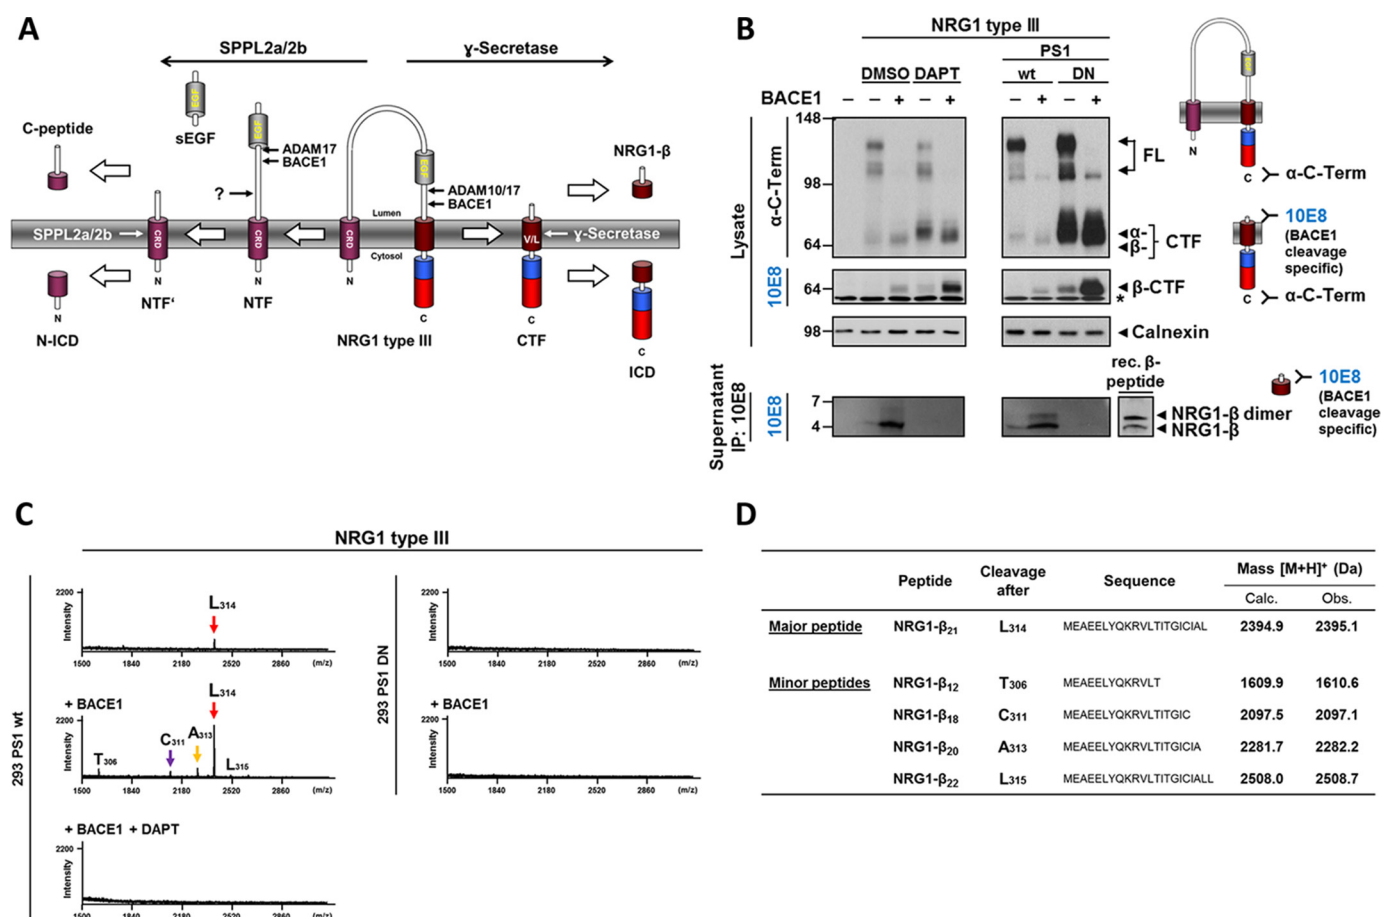 A
SPPL2a/2b
ɣ-Secretase
EGF
sEGF
C-peptide
EGF
ADAM17
BACE1
?
EGF
ADAM10/17
BACE1
NRG1-β
Lumen
SPPL2a/2b
CRD
CRD
CRD
V/L
ɣ-Secretase
Cytosol
N
N
N
C
C
N
NTF‘
NTF
NRG1 type III
CTF
N-ICD
C
ICD
B
NRG1 type III
PS1
DMSO DAPT
wt DN
BACE1 – – + – + – + – +
Lysate
α-C-Term
148
98
64
EGF
N
C
FL
α-C-Term
α-
β-
CTF
10E8
(BACE1
cleavage
specific)
C
α-C-Term
10E8
64
β-CTF
*
98
Calnexin
rec. β-
peptide
Supernatant
IP: 10E8
10E8
7
4
NRG1-β dimer
NRG1-β
10E8
(BACE1
cleavage
specific)
C
NRG1 type III
293 PS1 wt
2200
Intensity
L314
1500 1840 2180 2520 2860 (m/z)
+ BACE1
2200
Intensity
T306
C311
A313
L314
L315
1500 1840 2180 2520 2860 (m/z)
+ BACE1 + DAPT
2200
Intensity
1500 1840 2180 2520 2860 (m/z)
293 PS1 DN
2200
Intensity
1500 1840 2180 2520 2860 (m/z)
+ BACE1
2200
Intensity
1500 1840 2180 2520 2860 (m/z)
D
Peptide Cleavage after Sequence Mass [M+H]+ (Da)
Calc. Obs.
Major peptide NRG1-β21 L314 MEAEELYQKRVLTITGICIAL 2394.9 2395.1
Minor peptides NRG1-β12 T306 MEAEELYQKRVLT 1609.9 1610.6
NRG1-β18 C311 MEAEELYQKRVLTITGIC 2097.5 2097.1
NRG1-β20 A313 MEAEELYQKRVLTITGICIA 2281.7 2282.2
NRG1-β22 L315 MEAEELYQKRVLTITGICIALL 2508.0 2508.7